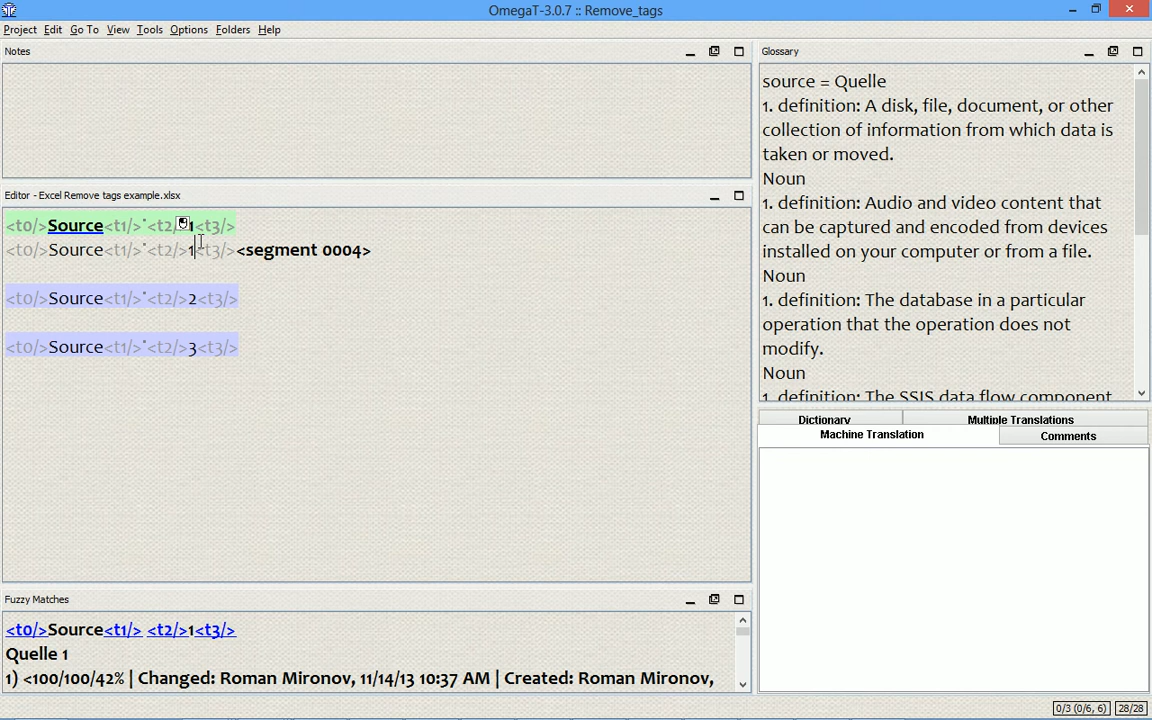 OmegaT-3.0.7 :: Remove_tags
Project Edit Go To View Tools Options Folders Help
Notes
Editor - Excel Remove tags example.xlsx
<t0/>Source<t1/>"<t2/>1<t3/>
<t0/>Source<t1/>"<t2/>1<t3/><segment 0004>
<t0/>Source<t1/>"<t2/>2<t3/>
<t0/>Source<t1/>"<t2/>3<t3/>
Fuzzy Matches
<t0/>Source<t1/> <t2/>1<t3/>
Quelle 1
1) <100/100/42% | Changed: Roman Mironov, 11/14/13 10:37 AM | Created: Roman Mironov,
Glossary
source = Quelle
1. definition: A disk, file, document, or other
collection of information from which data is
taken or moved.
Noun
1. definition: Audio and video content that
can be captured and encoded from devices
installed on your computer or from a file.
Noun
1. definition: The database in a particular
operation that the operation does not
modify.
Noun
1. definition: The SSIS data flow component
Dictionary
Multiple Translations
Machine Translation
Comments
0/3 (0/6, 6) 28/28